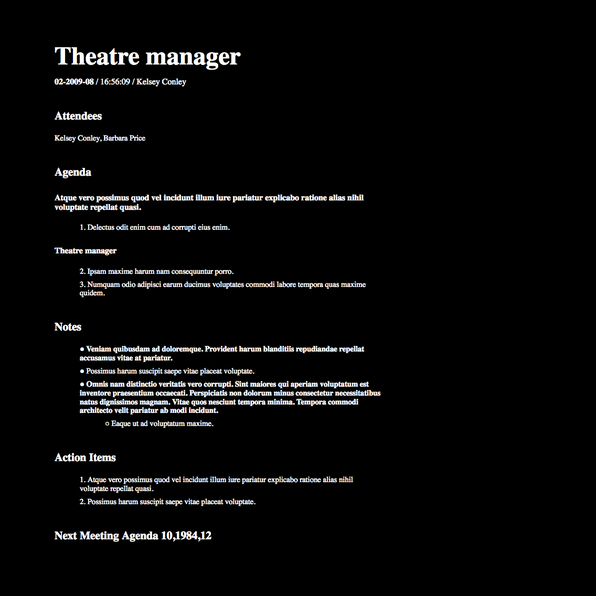 Theatre manager
02-2009-08 / 16:56:09 / Kelsey Conley
Attendees
Kelsey Conley, Barbara Price
Agenda
Atque vero possimus quod vel incidunt illum iure pariatur explicabo ratione alias nihil
voluptate repellat quasi.
1. Delectus odit enim cum ad corrupti eius enim.
Theatre manager
2. Ipsam maxime harum nam consequuntur porro.
3. Numquam odio adipisci earum ducimus voluptates commodi labore tempora quas maxime
quidem.
Notes
● Veniam quibusdam ad doloremque. Provident harum blanditiis repudiandae repellat
accusamus vitae at pariatur.
● Possimus harum suscipit saepe vitae placeat voluptate.
● Omnis nam distinctio veritatis vero corrupti. Sint maiores qui aperiam voluptatum est
inventore praesentium occaecati. Perspiciatis non dolorum minus consectetur necessitatibus
natus dignissimos magnam. Vitae quos nesciunt tempora minima. Tempora commodi
architecto velit pariatur ab modi incidunt.
○ Eaque ut ad voluptatum maxime.
Action Items
1. Atque vero possimus quod vel incidunt illum iure pariatur explicabo ratione alias nihil
voluptate repellat quasi.
2. Possimus harum suscipit saepe vitae placeat voluptate.
Next Meeting Agenda 10,1984,12